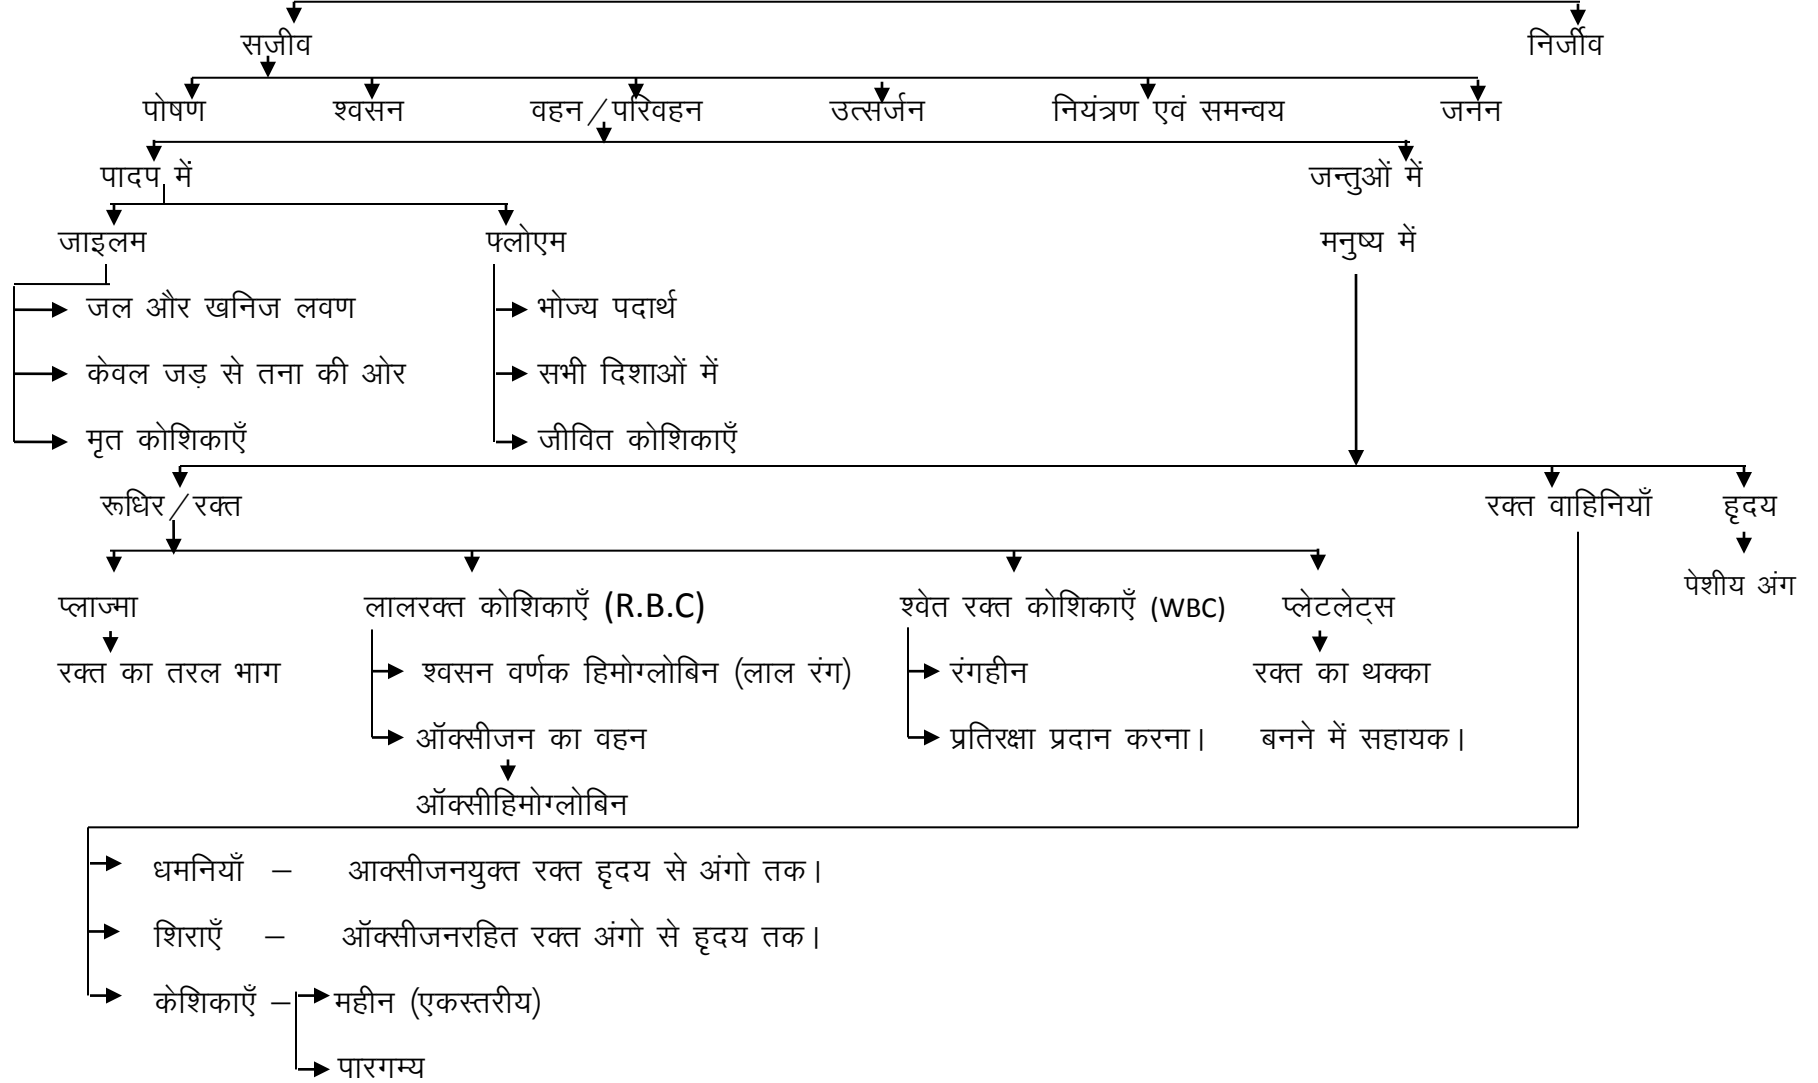 सजीव निर्जीव
पोषण श्वसन वहन/परिवहन उत्सर्जन नियंत्रण एवं समन्वय जनन
पादप में जन्तुओं में
जाइलम फ्लोएम मनुष्य में
जल और खनिज लवण भोज्य पदार्थ
केवल जड़ से तना की ओर सभी दिशाओं में
मृत कोशिकाएँ जीवित कोशिकाएँ
रूधिर/रक्त रक्त वाहिनियाँ हृदय
पेशीय अंग
प्लाज्मा लालरक्त कोशिकाएँ (R.B.C) श्वेत रक्त कोशिकाएँ (WBC) प्लेटलेट्स
रक्त का तरल भाग श्वसन वर्णक हिमोग्लोबिन (लाल रंग) रंगहीन रक्त का थक्का
ऑक्सीजन का वहन प्रतिरक्षा प्रदान करना। बनने में सहायक।
ऑक्सीहिमोग्लोबिन
धमनियाँ – आक्सीजनयुक्त रक्त हृदय से अंगो तक।
शिराएँ – ऑक्सीजनरहित रक्त अंगो से हृदय तक।
केशिकाएँ – महीन (एकस्तरीय)
पारगम्य